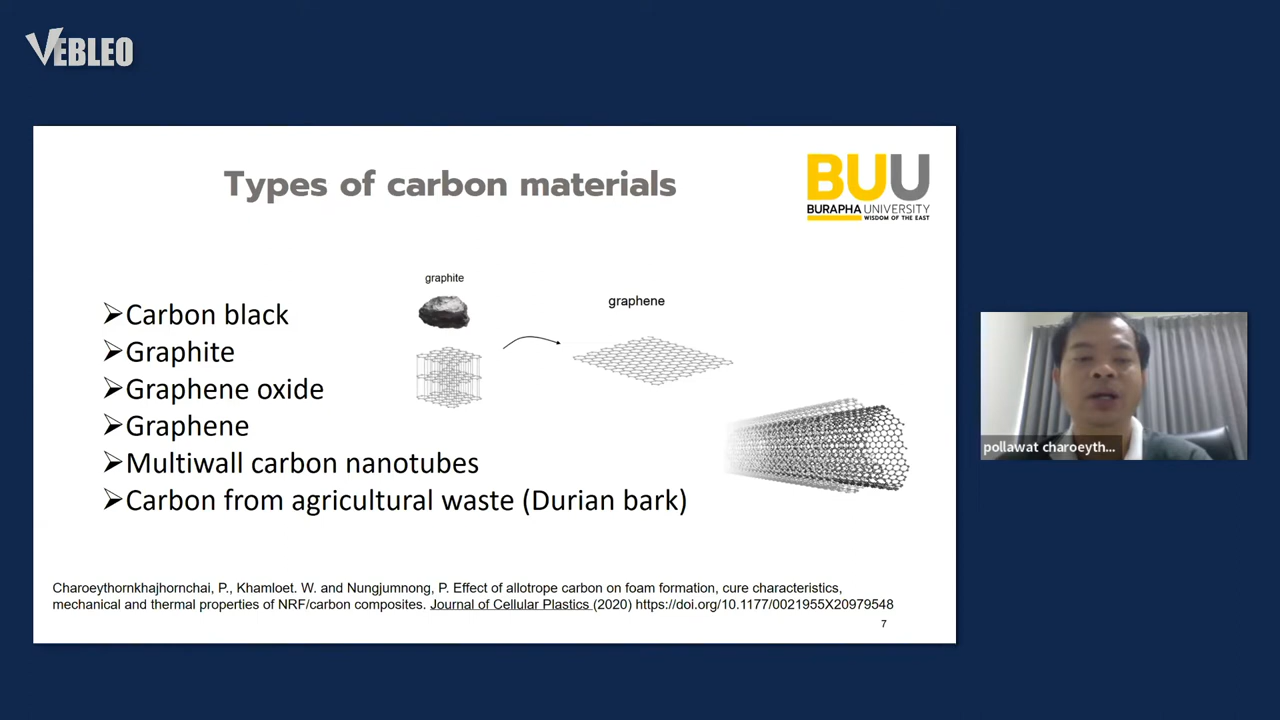 VEBLEO
Types of carbon materials
BUU
BURAPHA UNIVERSITY
WISDOM OF THE EAST
graphite
graphene
➢Carbon black
➢Graphite
➢Graphene oxide
➢Graphene
➢Multiwall carbon nanotubes
➢Carbon from agricultural waste (Durian bark)
pollawat charoeyth...
Charoeythornkhajhornchai, P., Khamloet. W. and Nungjumnong, P. Effect of allotrope carbon on foam formation, cure characteristics,
mechanical and thermal properties of NRF/carbon composites. Journal of Cellular Plastics (2020) https://doi.org/10.1177/0021955X20979548
7